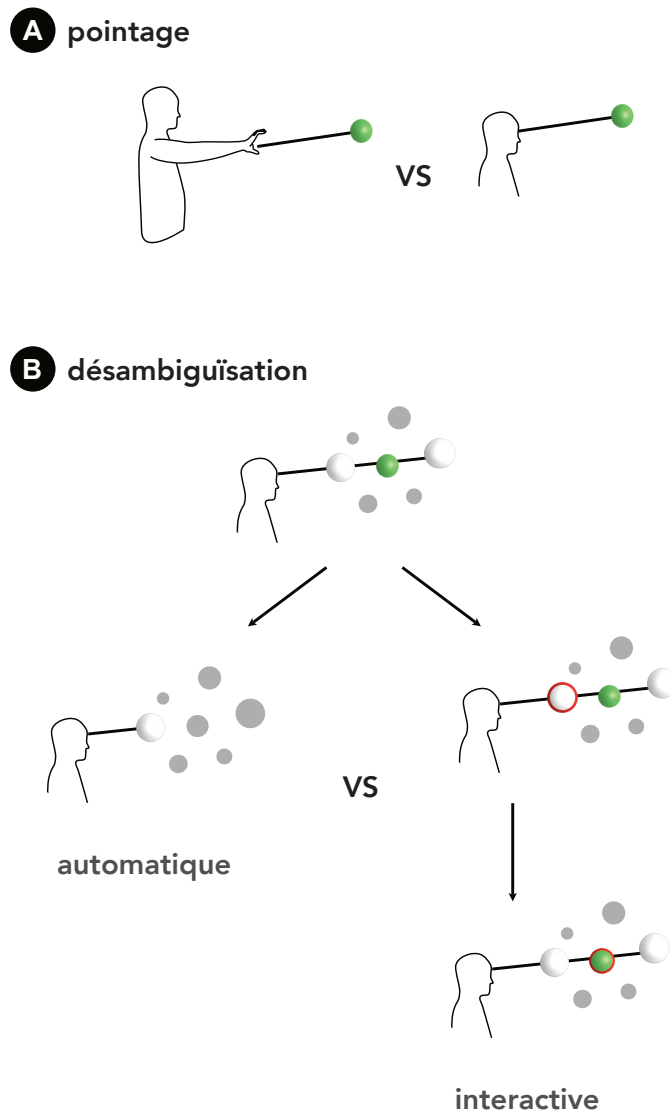 A pointage
VS
B désambiguïsation
VS
automatique
interactive